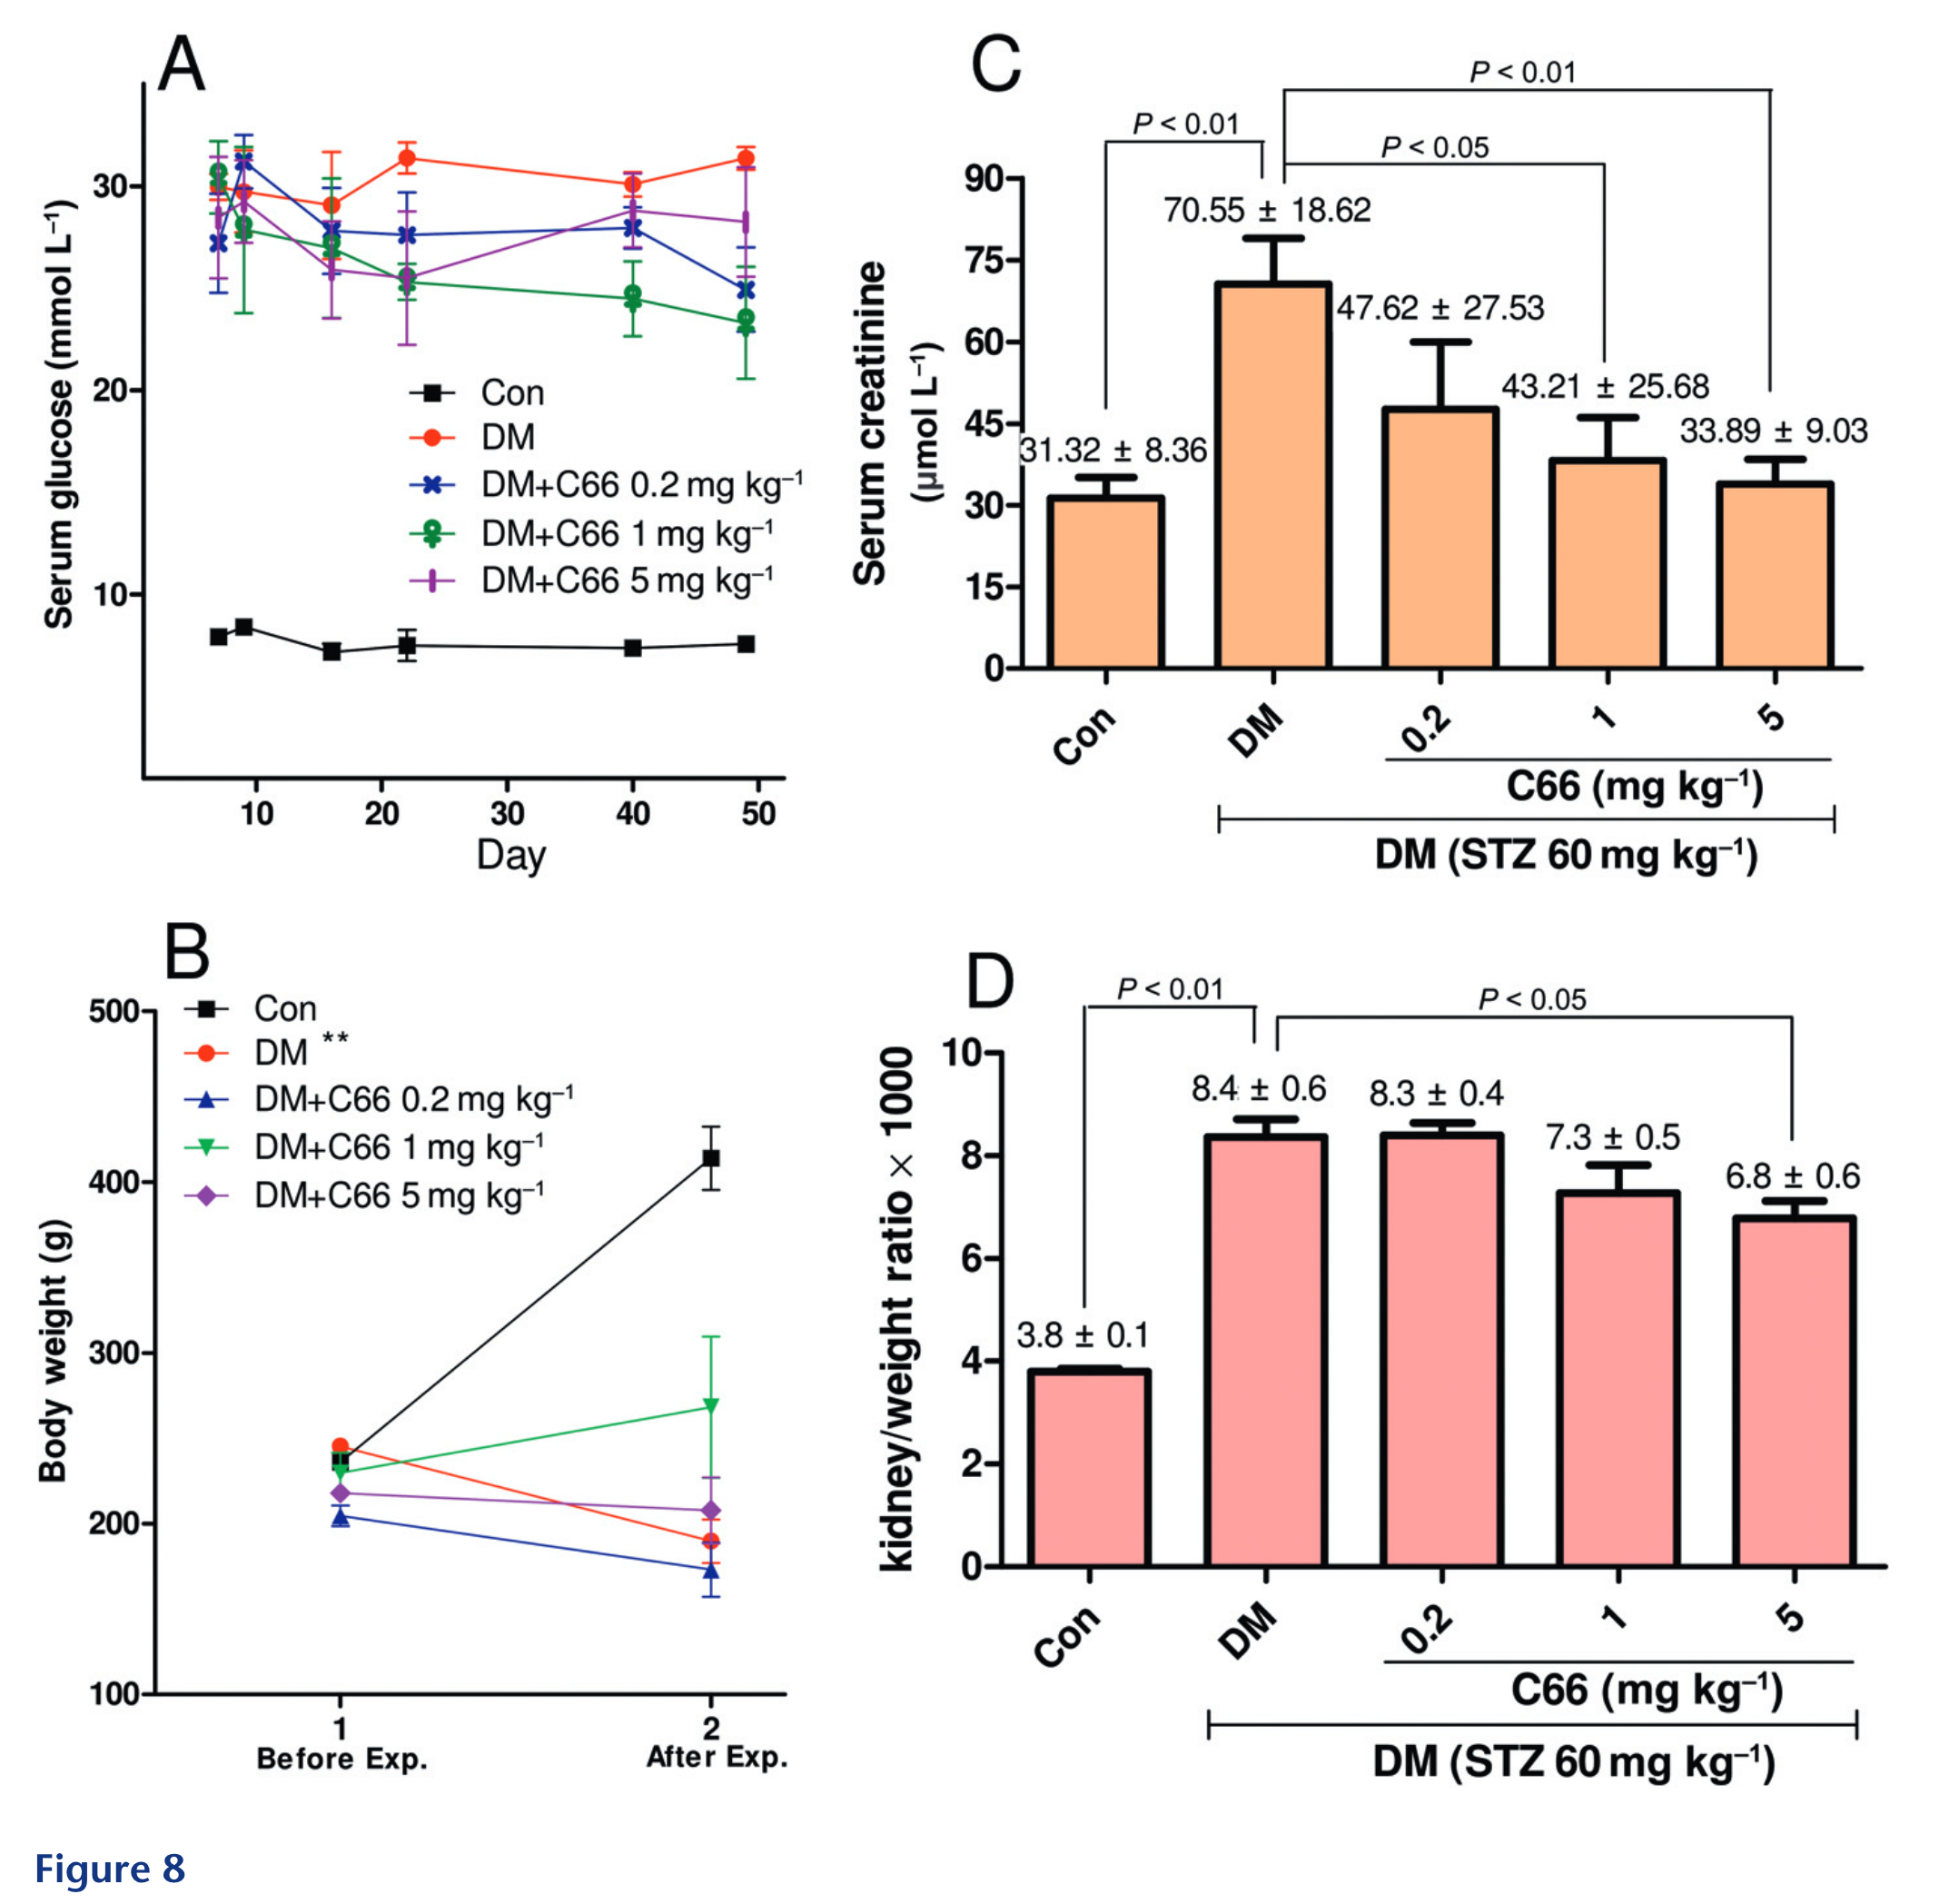 A
Serum glucose (mmol L⁻¹)
30
20
10
Con
DM
DM+C66 0.2 mg kg⁻¹
DM+C66 1 mg kg⁻¹
DM+C66 5 mg kg⁻¹
10 20 30 40 50
Day
B
Body weight (g)
500
400
300
200
100
Con
DM **
DM+C66 0.2 mg kg⁻¹
DM+C66 1 mg kg⁻¹
DM+C66 5 mg kg⁻¹
1 2
Before Exp. After Exp.
C
Serum creatinine
(µmol L⁻¹)
P < 0.01
P < 0.01
P < 0.05
90
75
60
45
30
15
0
70.55 ± 18.62
47.62 ± 27.53
43.21 ± 25.68
33.89 ± 9.03
31.32 ± 8.36
Con DM 0.2 1 5
C66 (mg kg⁻¹)
DM (STZ 60 mg kg⁻¹)
D
kidney/weight ratio × 1000
P < 0.01
P < 0.05
10
8
6
4
2
0
8.4 ± 0.6
8.3 ± 0.4
7.3 ± 0.5
6.8 ± 0.6
3.8 ± 0.1
Con DM 0.2 1 5
C66 (mg kg⁻¹)
DM (STZ 60 mg kg⁻¹)
Figure 8